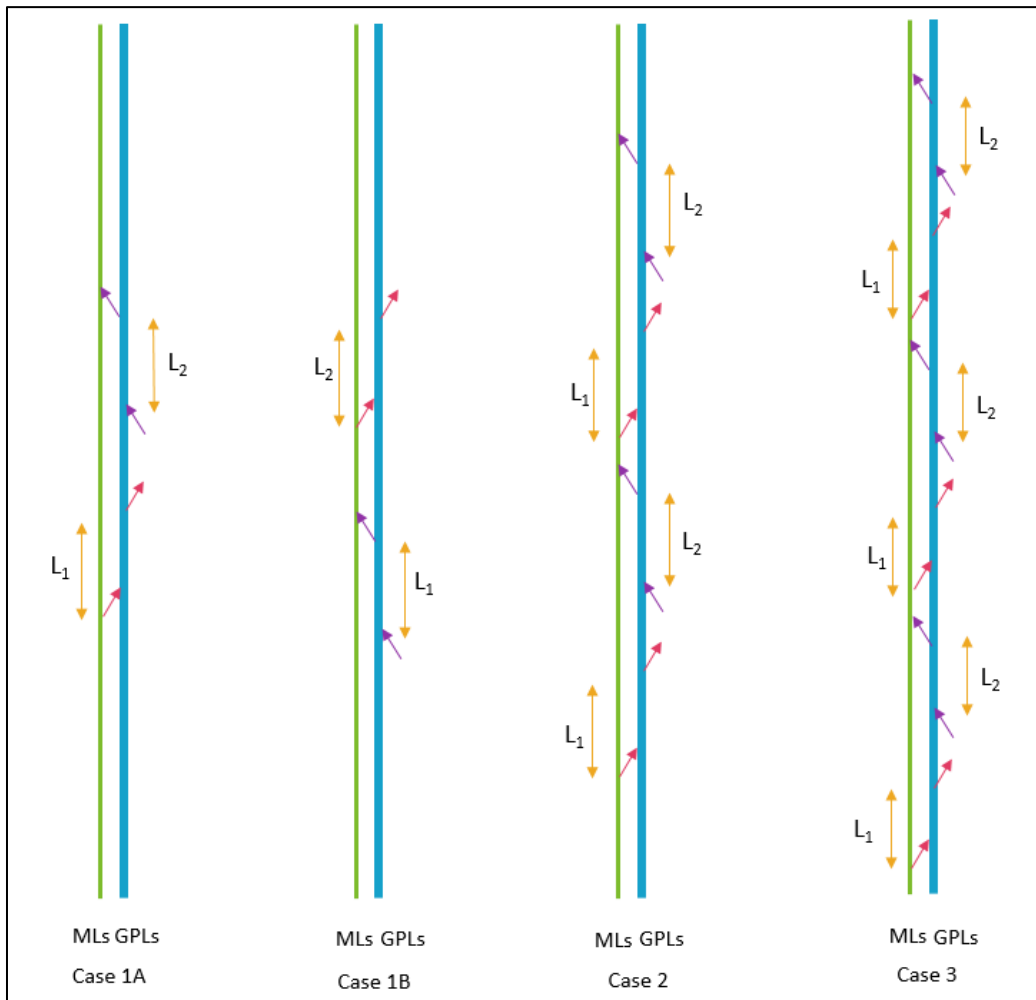 L₂
L₁
MLs GPLs
Case 1A
L₂
L₁
MLs GPLs
Case 1B
L₂
L₁
L₂
L₁
MLs GPLs
Case 2
L₂
L₁
L₂
L₁
L₂
L₁
MLs GPLs
Case 3